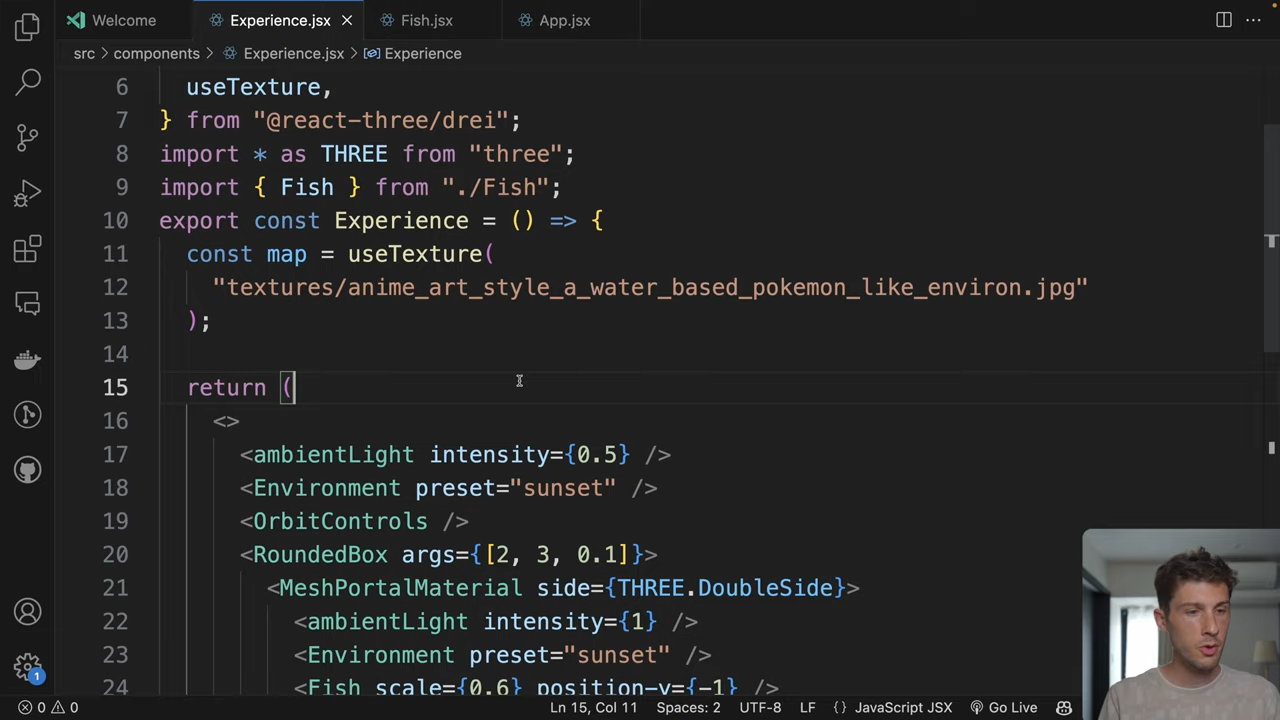 Welcome
Experience.jsx
Fish.jsx
App.jsx
src > components > Experience.jsx > Experience
6 useTexture,
7 } from "@react-three/drei";
8 import * as THREE from "three";
9 import { Fish } from "./Fish";
10 export const Experience = () => {
11 const map = useTexture(
12 "textures/anime_art_style_a_water_based_pokemon_like_environ.jpg"
13 );
14
15 return (
16 <>
17 <ambientLight intensity={0.5} />
18 <Environment preset="sunset" />
19 <OrbitControls />
20 <RoundedBox args={[2, 3, 0.1]}>
21 <MeshPortalMaterial side={THREE.DoubleSide}>
22 <ambientLight intensity={1} />
23 <Environment preset="sunset" />
24 <Fish scale={0.6} position-y={-1} />
1
0 0 Ln 15, Col 11 Spaces: 2 UTF-8 LF {} JavaScript JSX Go Live